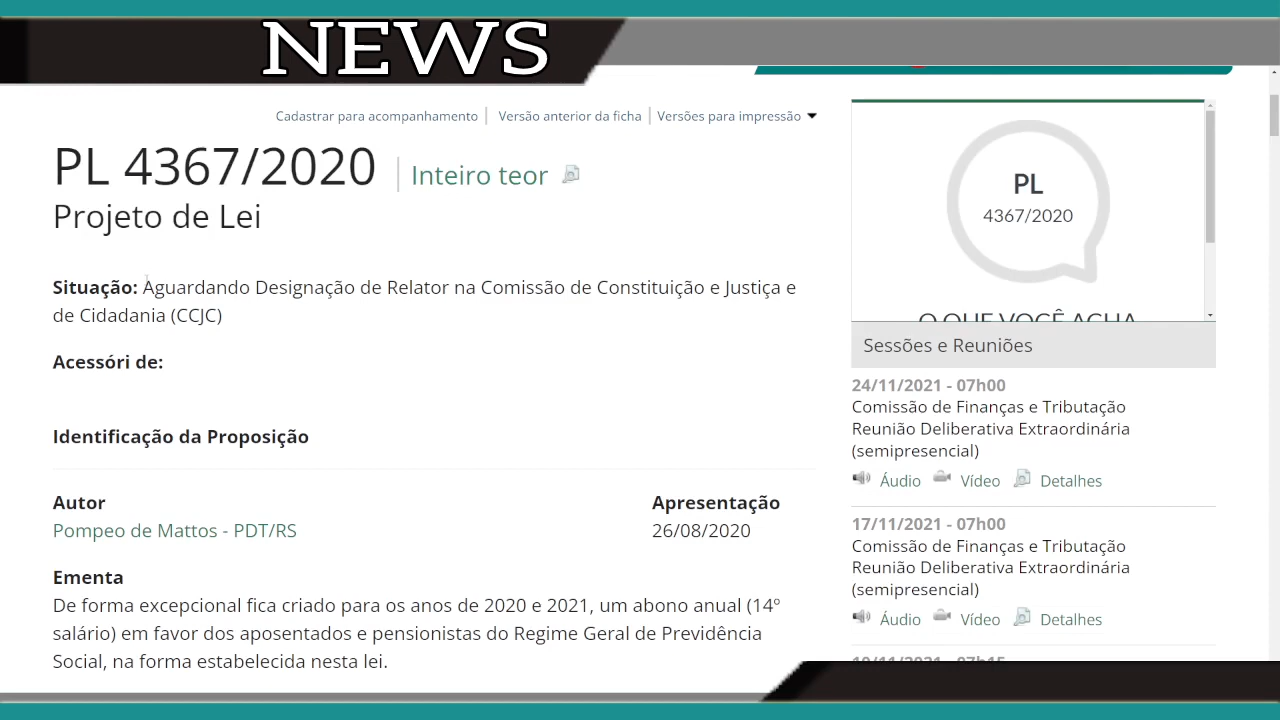 NEWS
Cadastrar para acompanhamento | Versão anterior da ficha | Versões para impressão
PL 4367/2020 | Inteiro teor
Projeto de Lei
Situação: Aguardando Designação de Relator na Comissão de Constituição e Justiça e
de Cidadania (CCJC)
Acessóri de:
Identificação da Proposição
Autor
Pompeo de Mattos - PDT/RS
Apresentação
26/08/2020
Ementa
De forma excepcional fica criado para os anos de 2020 e 2021, um abono anual (14º
salário) em favor dos aposentados e pensionistas do Regime Geral de Previdência
Social, na forma estabelecida nesta lei.
PL
4367/2020
O QUE VOCÊ ACHA
Sessões e Reuniões
24/11/2021 - 07h00
Comissão de Finanças e Tributação
Reunião Deliberativa Extraordinária
(semipresencial)
Áudio Vídeo Detalhes
17/11/2021 - 07h00
Comissão de Finanças e Tributação
Reunião Deliberativa Extraordinária
(semipresencial)
Áudio Vídeo Detalhes